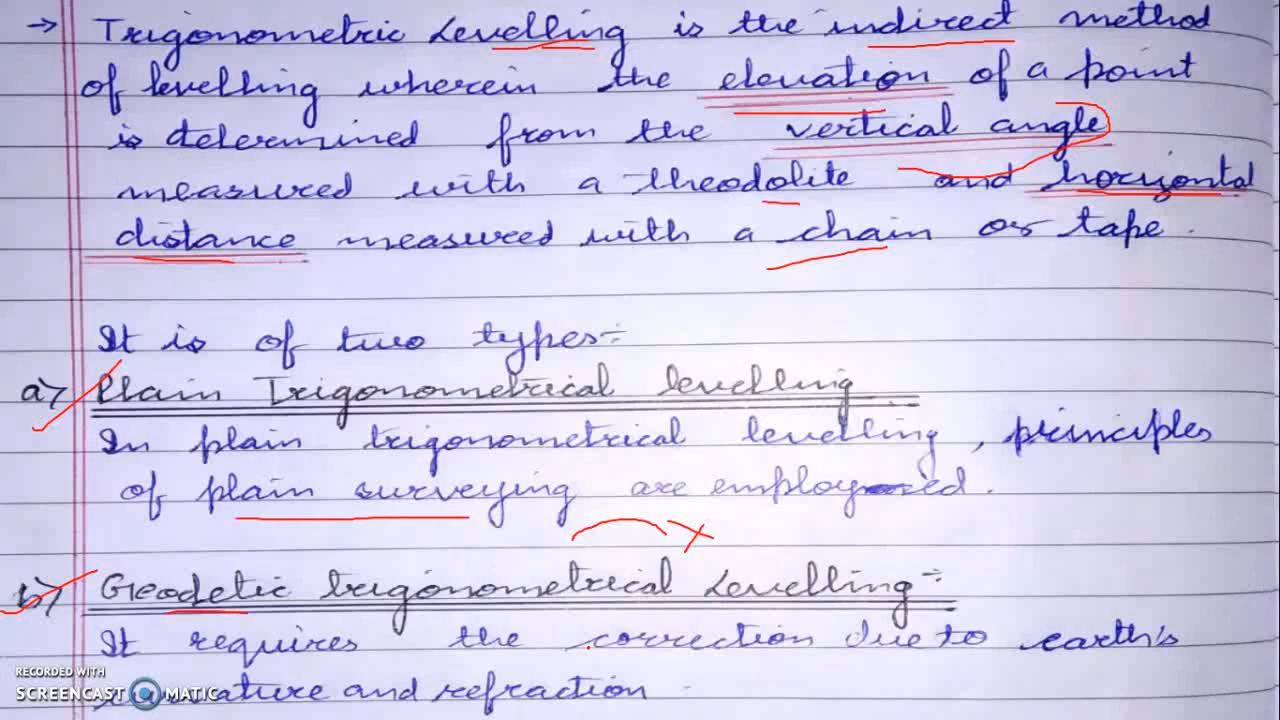 → Trigonometric Levelling is the indirect method
of levelling wherein the elevation of a point
is determined from the vertical angle
measured with a theodolite and horizontal
distance measured with a chain or tape.
It is of two types÷
a) Plain Trigonometrical levelling
In plain trigonometrical levelling, principles
of plain surveying are employed.
b) Geodetic trigonometrical Levelling÷
It requires the correction due to earth's
curvature and refraction
RECORDED WITH
SCREENCAST MATIC